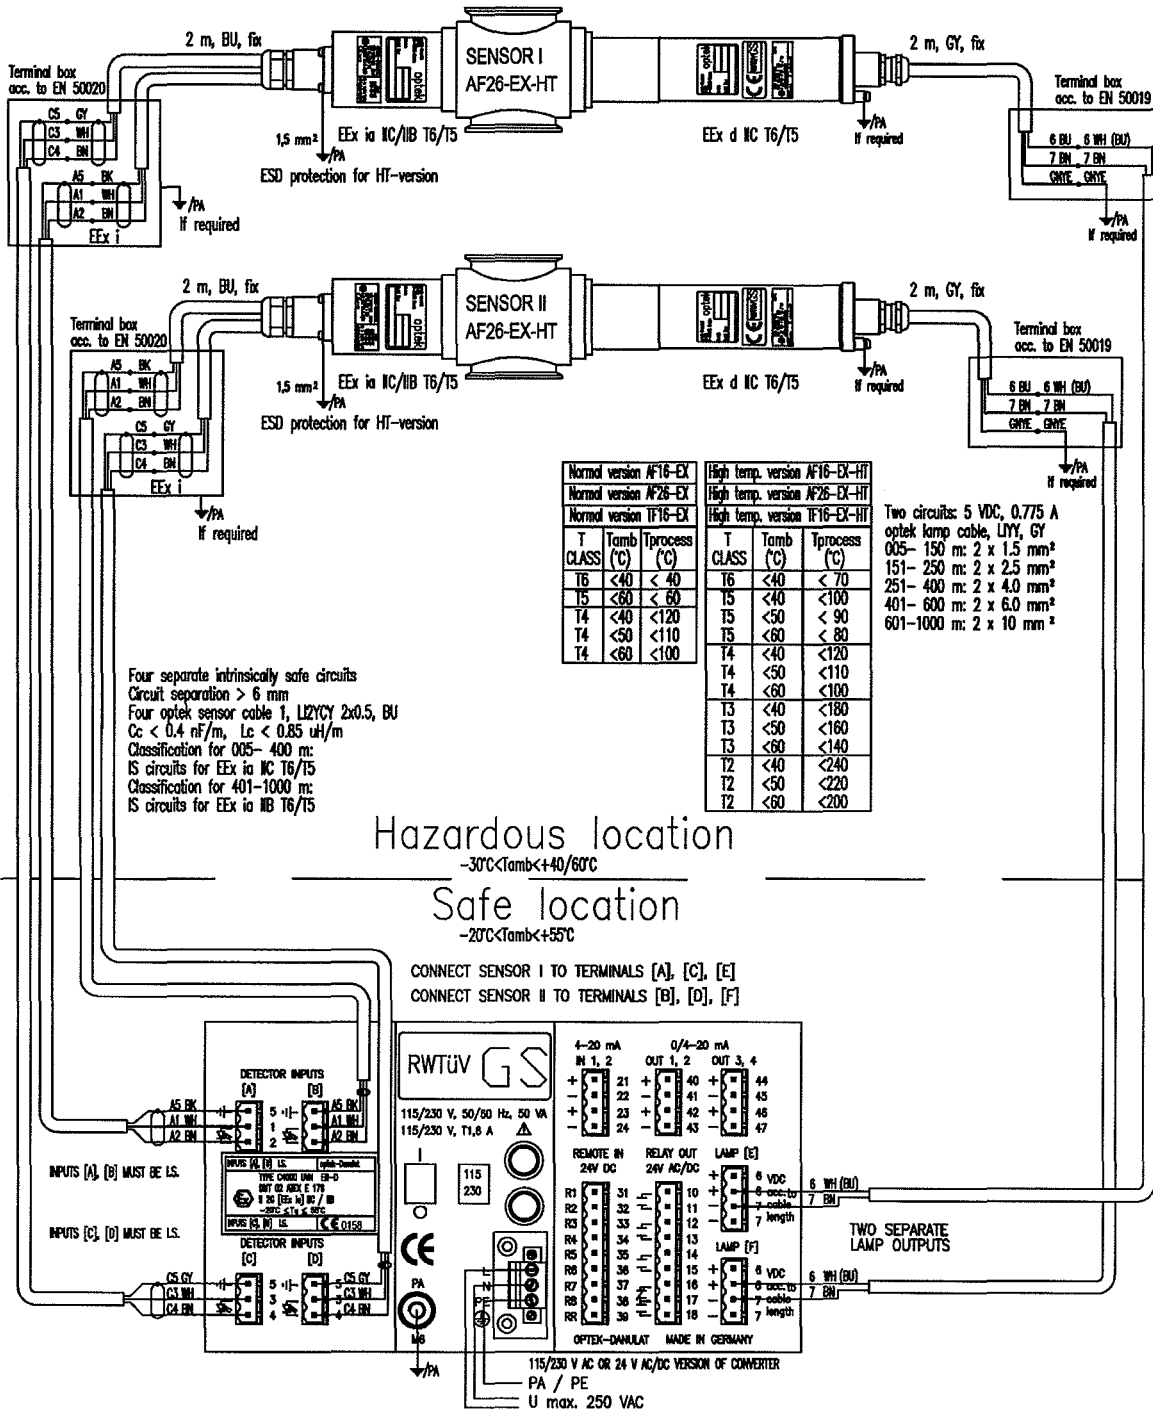 2 m, BU, fix
SENSOR I
AF26-EX-HT
2 m, GY, fix
Terminal box
acc. to EN 50020
Terminal box
acc. to EN 50019
optek
optek
C5 GY
C3 WH
C4 BN
A5 BK
A1 WH
A2 BN
EEx i
/PA
If required
1,5 mm²
EEx ia IIC/IIB T6/T5
/PA
ESD protection for HT-version
EEx d IIC T6/T5
/PA
If required
6 BU 6 WH (BU)
7 BN 7 BN
GNYE GNYE
/PA
If required
2 m, BU, fix
SENSOR II
AF26-EX-HT
2 m, GY, fix
Terminal box
acc. to EN 50020
Terminal box
acc. to EN 50019
optek
optek
A5 BK
A1 WH
A2 BN
C5 GY
C3 WH
C4 BN
EEx i
/PA
If required
1,5 mm²
EEx ia IIC/IIB T6/T5
/PA
ESD protection for HT-version
EEx d IIC T6/T5
/PA
If required
6 BU 6 WH (BU)
7 BN 7 BN
GNYE GNYE
/PA
If required
Normal version AF16-EX
Normal version AF26-EX
Normal version TF16-EX
T CLASS Tamb (°C) Tprocess (°C)
T6 <40 < 40
T5 <60 < 60
T4 <40 <120
T4 <50 <110
T4 <60 <100
High temp. version AF16-EX-HT
High temp. version AF26-EX-HT
High temp. version TF16-EX-HT
T CLASS Tamb (°C) Tprocess (°C)
T6 <40 < 70
T5 <40 <100
T5 <50 < 90
T5 <60 < 80
T4 <40 <120
T4 <50 <110
T4 <60 <100
T3 <40 <180
T3 <50 <160
T3 <60 <140
T2 <40 <240
T2 <50 <220
T2 <60 <200
Two circuits: 5 VDC, 0.775 A
optek lamp cable, LIYY, GY
005- 150 m: 2 x 1.5 mm²
151- 250 m: 2 x 2.5 mm²
251- 400 m: 2 x 4.0 mm²
401- 600 m: 2 x 6.0 mm²
601-1000 m: 2 x 10 mm²
Four separate intrinsically safe circuits
Circuit separation > 6 mm
Four optek sensor cable 1, LI2YCY 2x0.5, BU
Cc < 0.4 nF/m, Lc < 0.85 uH/m
Classification for 005- 400 m:
IS circuits for EEx ia IIC T6/T5
Classification for 401-1000 m:
IS circuits for EEx ia IIB T6/T5
Hazardous location
-30°C<Tamb<+40/60°C
Safe location
-20°C<Tamb<+55°C
CONNECT SENSOR I TO TERMINALS [A], [C], [E]
CONNECT SENSOR II TO TERMINALS [B], [D], [F]
DETECTOR INPUTS
[A] [B]
A5 BK 5 A5 BK
A1 WH 1 A1 WH
A2 BN 2 A2 BN
INPUTS [A], [B] MUST BE I.S.
INPUTS [A], [B] I.S. optek-Danulat
0158
INPUTS [C], [D] I.S.
INPUTS [C], [D] MUST BE I.S.
DETECTOR INPUTS
[C] [D]
C5 GY 5 C5 GY
C3 WH 3 C3 WH
C4 BN 4 C4 BN
RWTüV GS
115/230 V, 50/60 Hz, 50 VA
115/230 V, T1,6 A
115
230
CE
PA
M6
/PA
L
N
PE
4-20 mA
IN 1, 2
+ 21
- 22
+ 23
- 24
0/4-20 mA
OUT 1, 2 OUT 3, 4
+ 40 + 44
- 41 - 45
+ 42 + 46
- 43 - 47
REMOTE IN
24V DC
R1 31
R2 32
R3 33
R4 34
R5 35
R6 36
R7 37
R8 38
RR 39
RELAY OUT
24V AC/DC
10
11
12
13
14
15
16
17
18
LAMP [E]
+ 6 VDC
+ 6 acc.to
- 7 cable
- 7 length
6 WH (BU)
7 BN
TWO SEPARATE
LAMP OUTPUTS
LAMP [F]
+ 6 VDC
+ 6 acc.to
- 7 cable
- 7 length
6 WH (BU)
7 BN
OPTEK-DANULAT MADE IN GERMANY
115/230 V AC OR 24 V AC/DC VERSION OF CONVERTER
PA / PE
U max. 250 VAC